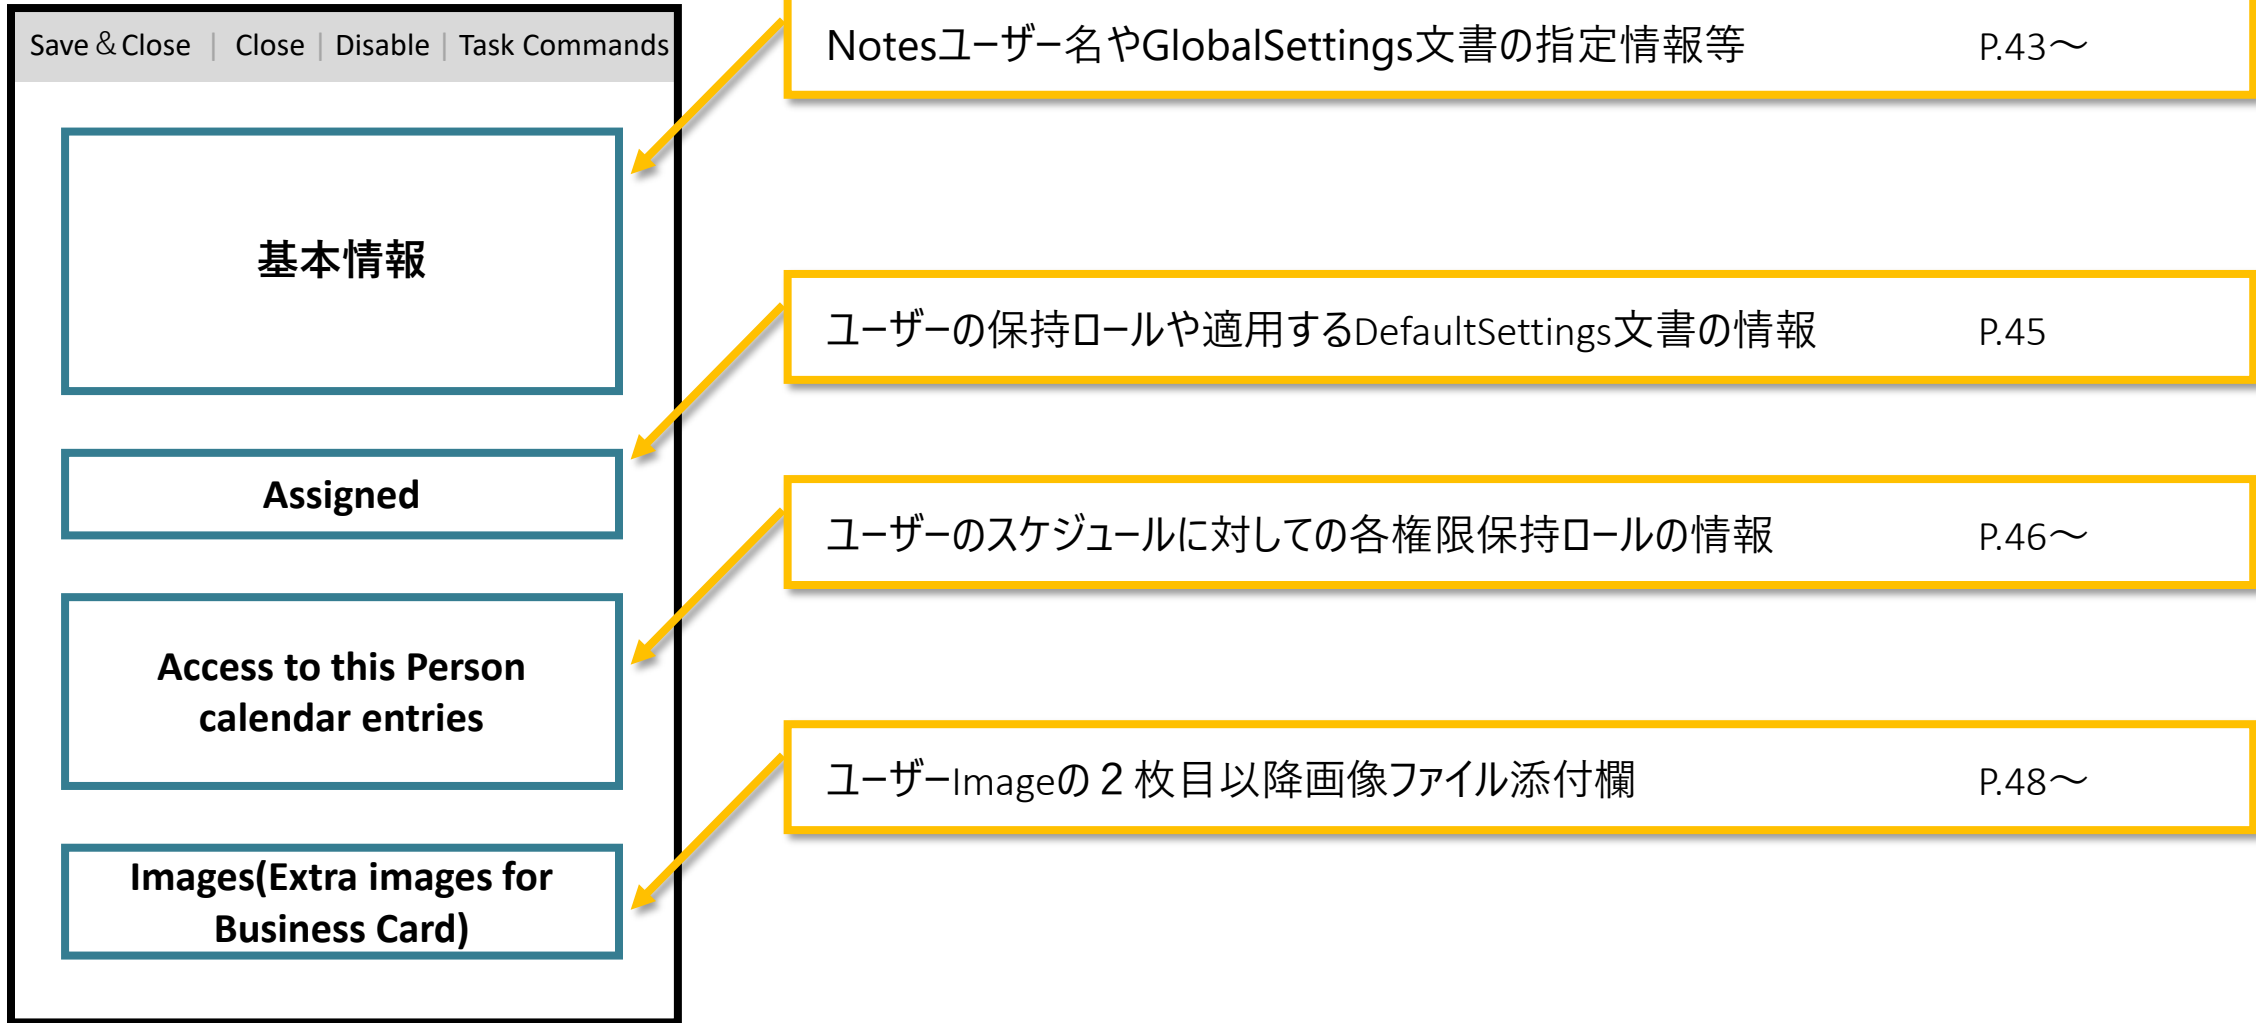 Save＆Close | Close | Disable | Task Commands
Notesユーザー名やGlobalSettings文書の指定情報等 P.43～
基本情報
ユーザーの保持ロールや適用するDefaultSettings文書の情報 P.45
Assigned
ユーザーのスケジュールに対しての各権限保持ロールの情報 P.46～
Access to this Person
calendar entries
ユーザーImageの２枚目以降画像ファイル添付欄 P.48～
Images(Extra images for
Business Card)